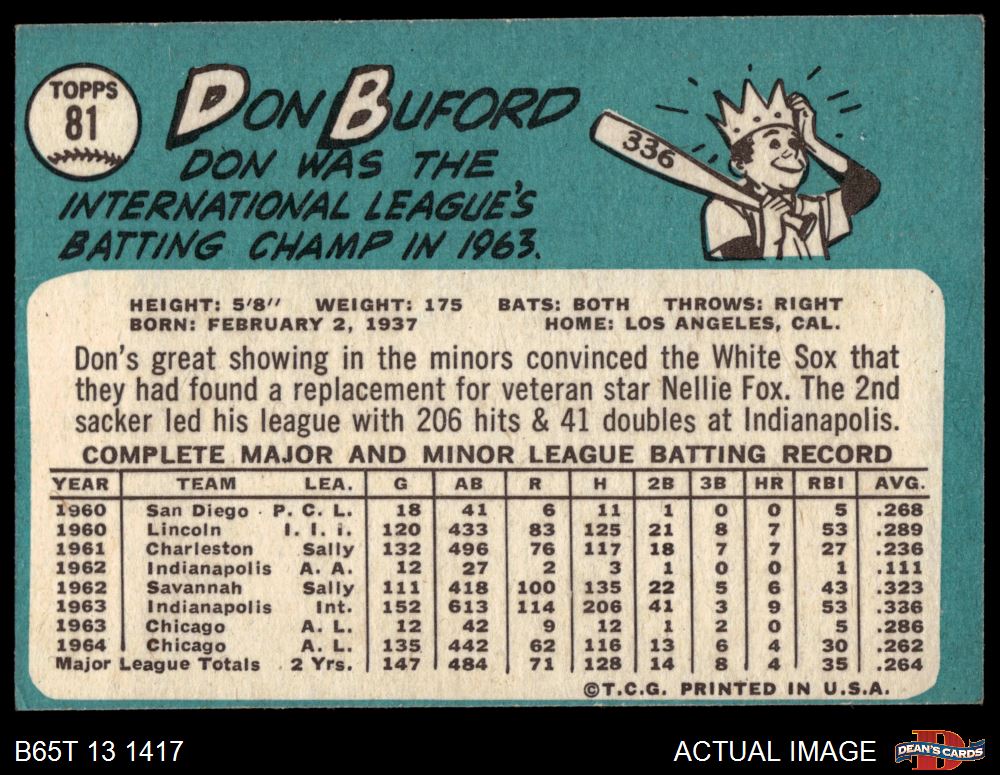 TOPPS
81
DON BUFORD
DON WAS THE
INTERNATIONAL LEAGUE'S
BATTING CHAMP IN 1963.
336
HEIGHT: 5'8" WEIGHT: 175 BATS: BOTH THROWS: RIGHT
BORN: FEBRUARY 2, 1937 HOME: LOS ANGELES, CAL.
Don's great showing in the minors convinced the White Sox that
they had found a replacement for veteran star Nellie Fox. The 2nd
sacker led his league with 206 hits & 41 doubles at Indianapolis.
COMPLETE MAJOR AND MINOR LEAGUE BATTING RECORD
YEAR TEAM LEA. G AB R H 2B 3B HR RBI AVG.
1960 San Diego P. C. L. 18 41 6 11 1 0 0 5 .268
1960 Lincoln I. I. I. 120 433 83 125 21 8 7 53 .289
1961 Charleston Sally 132 496 76 117 18 7 7 27 .236
1962 Indianapolis A. A. 12 27 2 3 1 0 0 1 .111
1962 Savannah Sally 111 418 100 135 22 5 6 43 .323
1963 Indianapolis Int. 152 613 114 206 41 3 9 53 .336
1963 Chicago A. L. 12 42 9 12 1 2 0 5 .286
1964 Chicago A. L. 135 442 62 116 13 6 4 30 .262
Major League Totals 2 Yrs. 147 484 71 128 14 8 4 35 .264
©T.C.G. PRINTED IN U.S.A.
B65T 13 1417 ACTUAL IMAGE DEAN'S CARDS